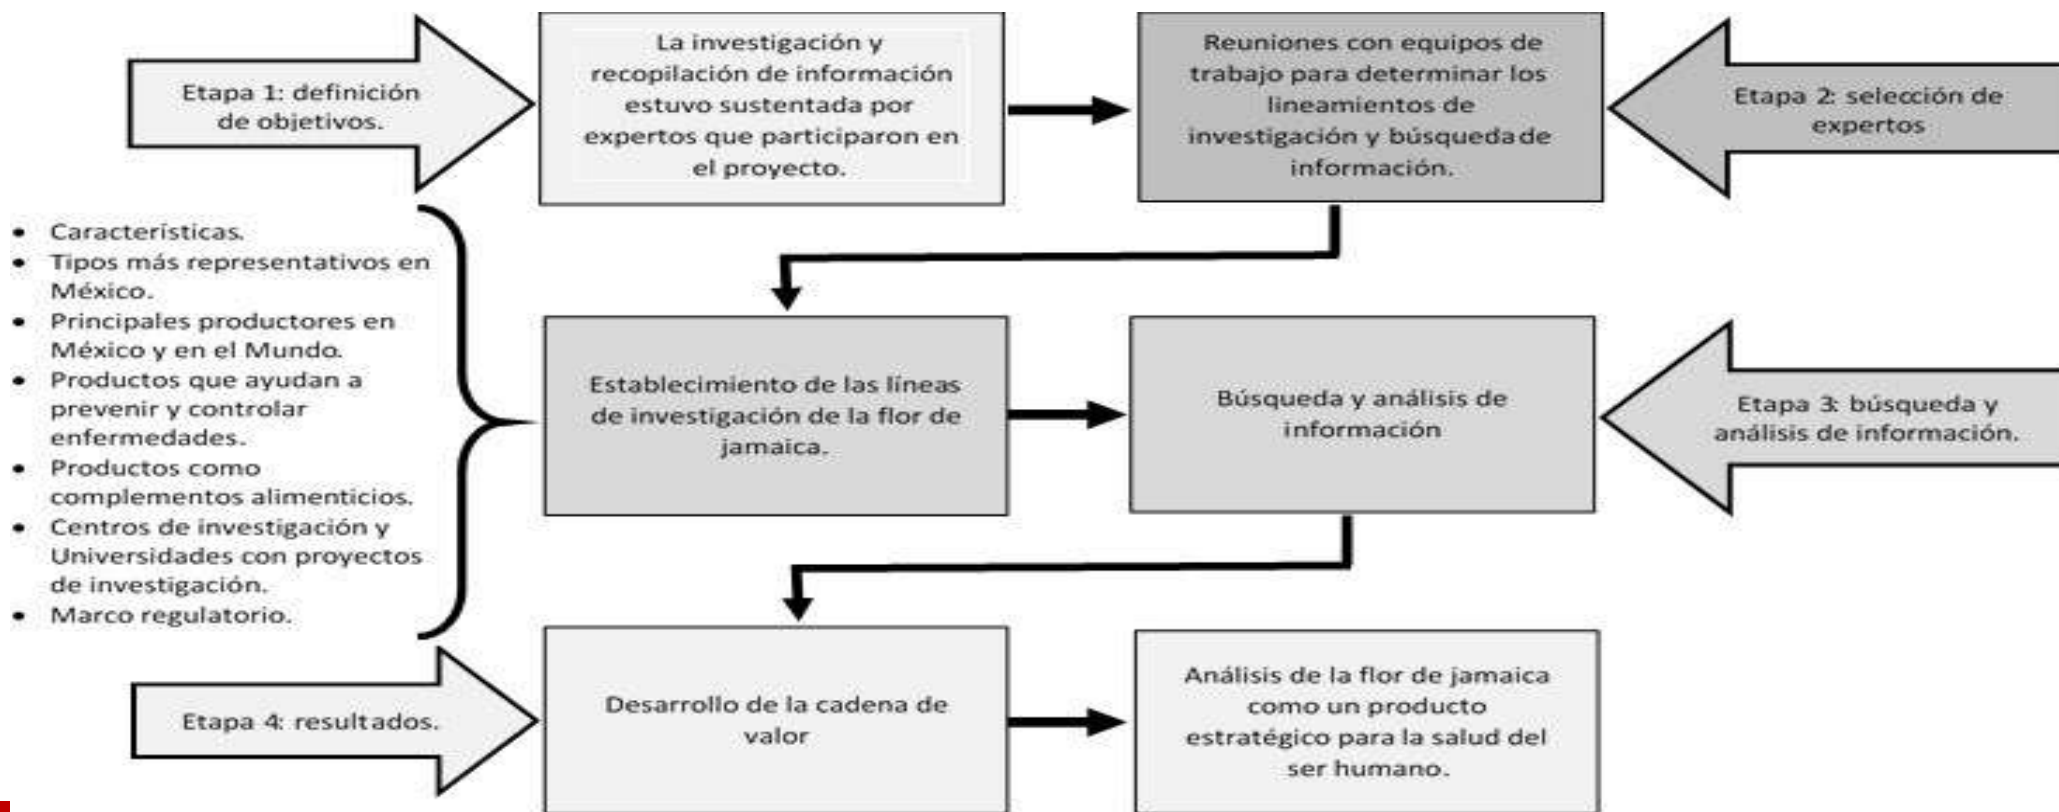 Etapa 1: definición
de objetivos.
La investigación y
recopilación de información
estuvo sustentada por
expertos que participaron en
el proyecto.
Reuniones con equipos de
trabajo para determinar los
lineamientos de
investigación y búsqueda de
información.
Etapa 2: selección de
expertos
• Características.
• Tipos más representativos en
México.
• Principales productores en
México y en el Mundo.
• Productos que ayudan a
prevenir y controlar
enfermedades.
• Productos como
complementos alimenticios.
• Centros de investigación y
Universidades con proyectos
de investigación.
• Marco regulatorio.
Establecimiento de las líneas
de investigación de la flor de
jamaica.
Búsqueda y análisis de
información
Etapa 3: búsqueda y
análisis de información.
Etapa 4: resultados.
Desarrollo de la cadena de
valor
Análisis de la flor de jamaica
como un producto
estratégico para la salud del
ser humano.